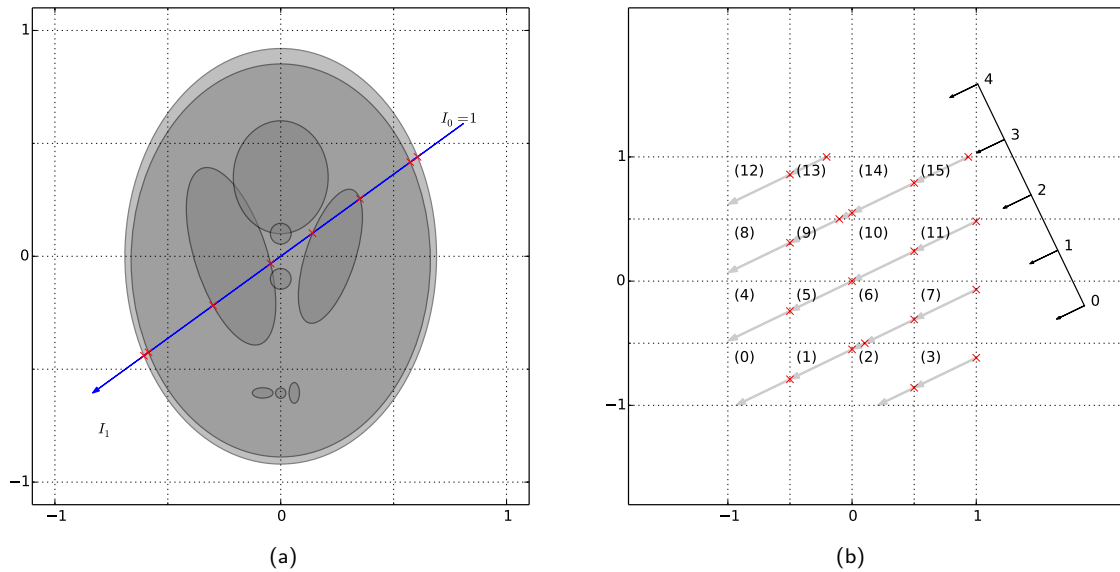 1
0
−1
−1
0
1
I₀ = 1
I₁
(a)
1
0
−1
−1
0
1
4
3
2
1
0
(12) (13) (14) (15)
(8) (9) (10) (11)
(4) (5) (6) (7)
(0) (1) (2) (3)
(b)